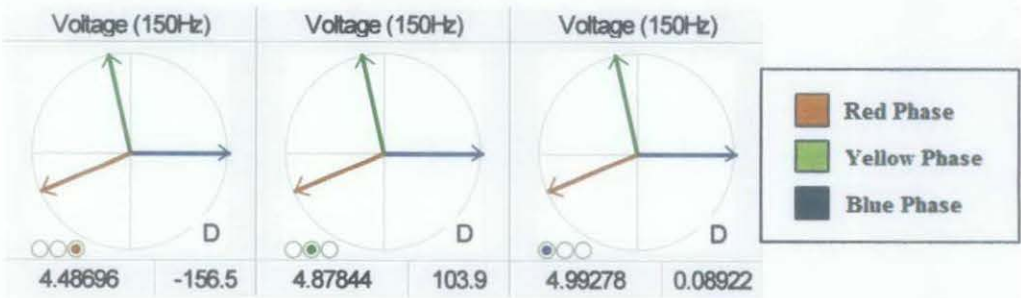 Voltage (150Hz) Voltage (150Hz) Voltage (150Hz)
D D D
4.48696 -156.5 4.87844 103.9 4.99278 0.08922
Red Phase
Yellow Phase
Blue Phase